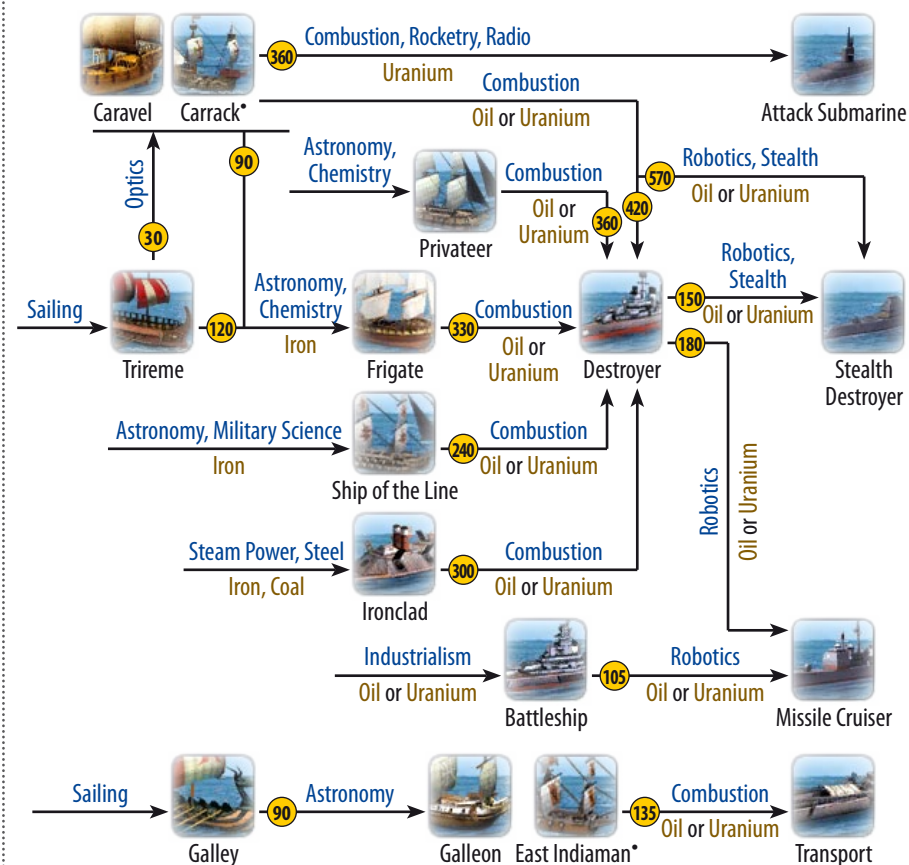 360
Combustion, Rocketry, Radio
Uranium
Caravel
Carrack•
Attack Submarine
Combustion
Oil or Uranium
Optics
30
90
Astronomy,
Chemistry
Privateer
Combustion
Oil or
Uranium
360
420
570
Robotics, Stealth
Oil or Uranium
Sailing
Trireme
120
Astronomy,
Chemistry
Iron
Frigate
330
Combustion
Oil or
Uranium
Destroyer
150
Robotics,
Stealth
Oil or Uranium
Stealth
Destroyer
180
Robotics
Oil or Uranium
Astronomy, Military Science
Iron
Ship of the Line
240
Combustion
Oil or Uranium
Steam Power, Steel
Iron, Coal
Ironclad
300
Combustion
Oil or Uranium
Industrialism
Oil or Uranium
Battleship
105
Robotics
Oil or Uranium
Missile Cruiser
Sailing
Galley
90
Astronomy
Galleon
East Indiaman•
135
Combustion
Oil or Uranium
Transport